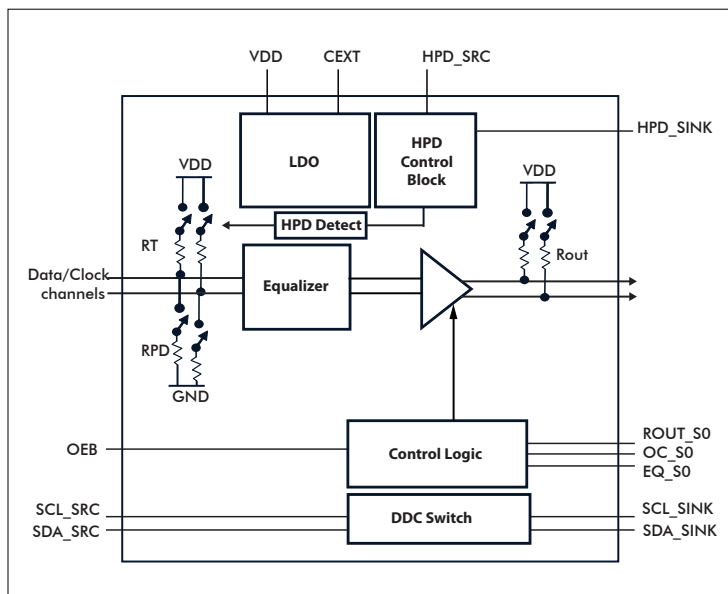 VDD
CEXT
HPD_SRC
HPD_SINK
LDO
HPD
Control
Block
VDD
VDD
HPD Detect
RT
Rout
Data/Clock
channels
Equalizer
RPD
GND
OEB
Control Logic
ROUT_S0
OC_S0
EQ_S0
SCL_SRC
SDA_SRC
DDC Switch
SCL_SINK
SDA_SINK